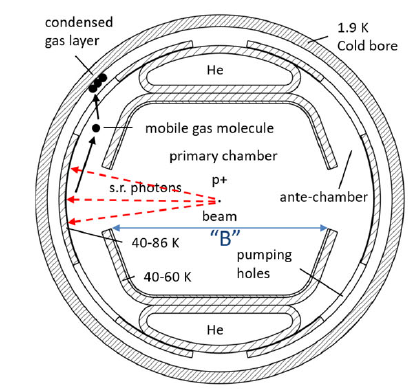 condensed
gas layer
1.9 K
Cold bore
He
mobile gas molecule
primary chamber
p+
s.r. photons
ante-chamber
beam
“B”
40-86 K
pumping
holes
40-60 K
He